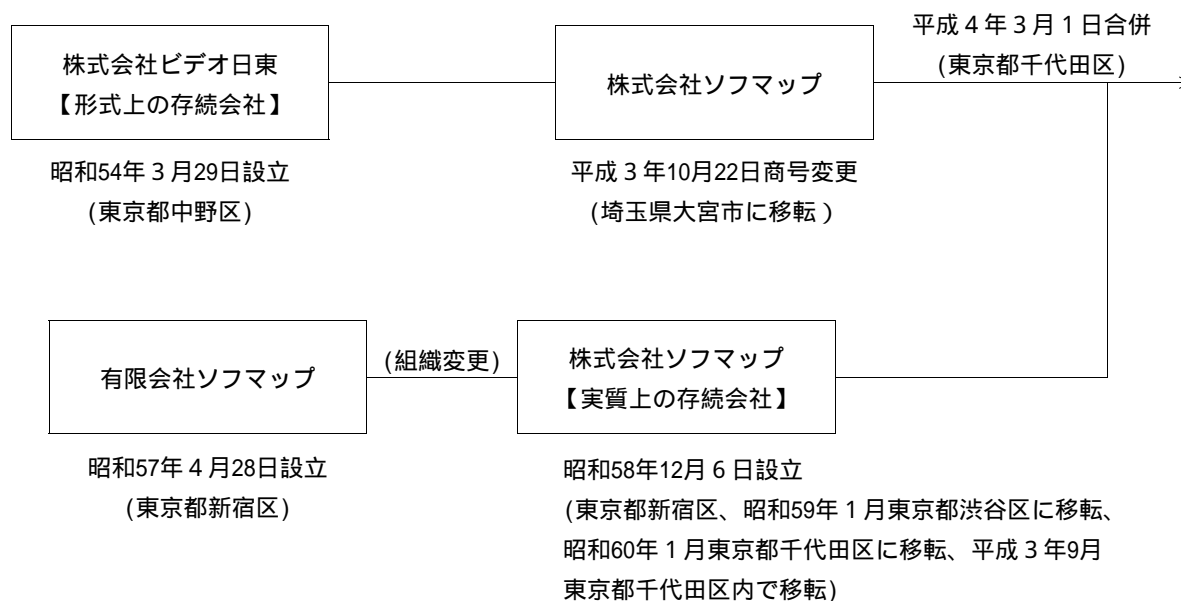 平成４年３月１日合併
(東京都千代田区)
株式会社ビデオ日東
【形式上の存続会社】
株式会社ソフマップ
昭和54年３月29日設立
(東京都中野区)
平成３年10月22日商号変更
(埼玉県大宮市に移転）
有限会社ソフマップ
(組織変更)
株式会社ソフマップ
【実質上の存続会社】
昭和57年４月28日設立
(東京都新宿区)
昭和58年12月６日設立
(東京都新宿区、昭和59年１月東京都渋谷区に移転、
昭和60年１月東京都千代田区に移転、平成３年9月
東京都千代田区内で移転)